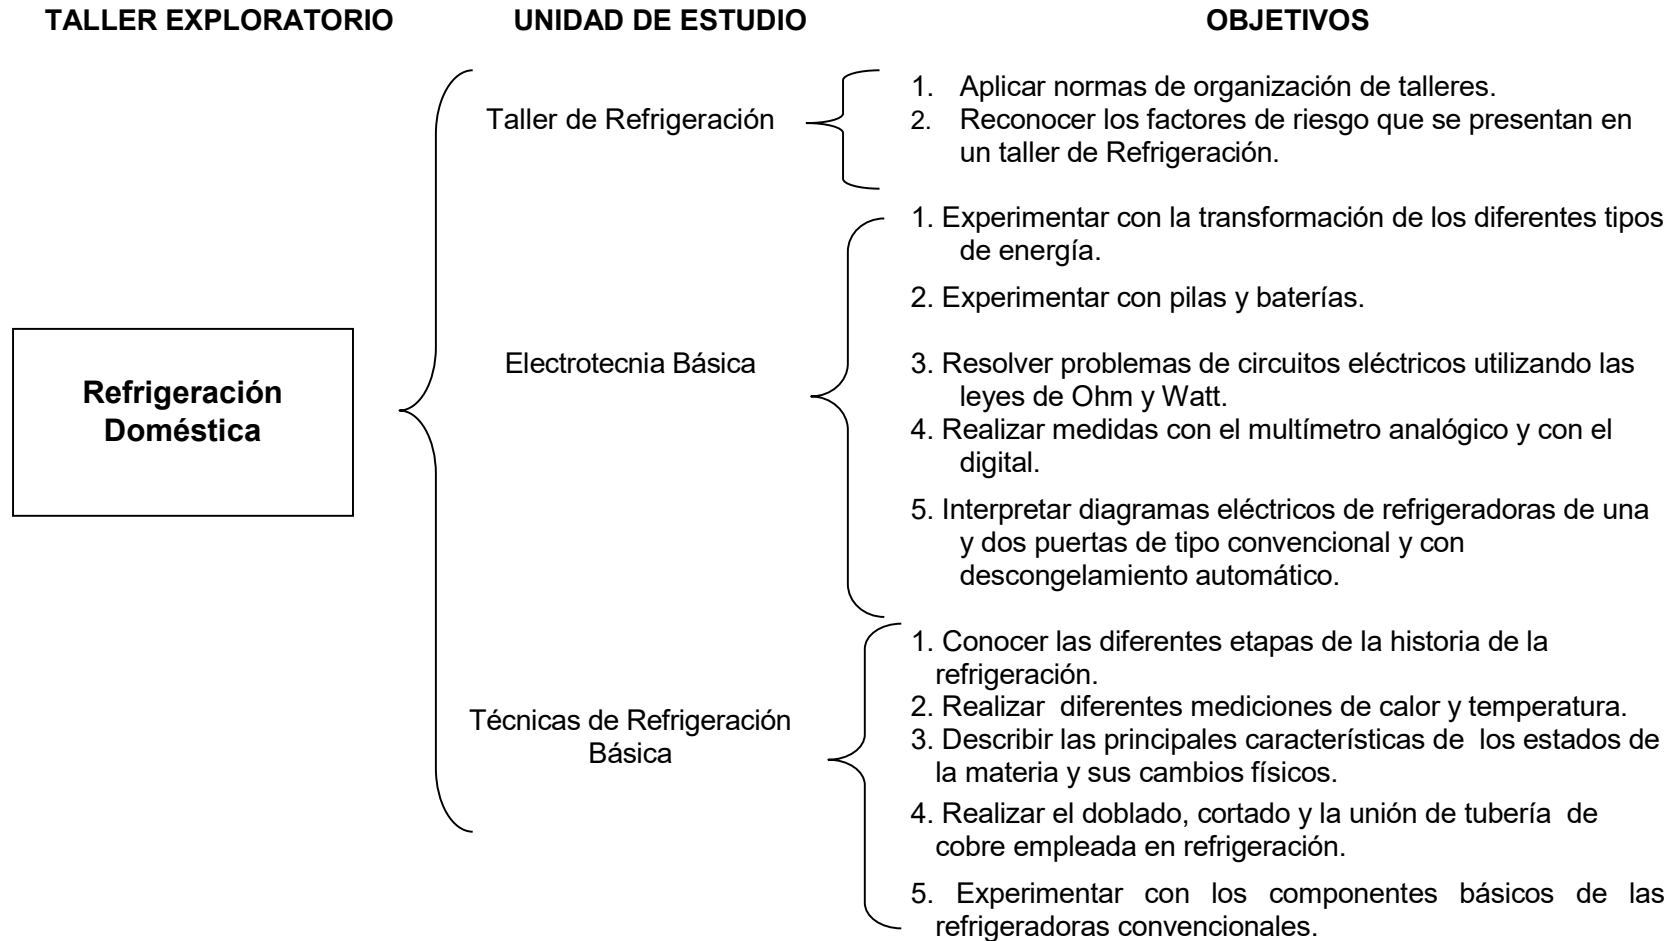 TALLER EXPLORATORIO UNIDAD DE ESTUDIO OBJETIVOS
Refrigeración
Doméstica
Taller de Refrigeración
1. Aplicar normas de organización de talleres.
2. Reconocer los factores de riesgo que se presentan en
un taller de Refrigeración.
Electrotecnia Básica
1. Experimentar con la transformación de los diferentes tipos
de energía.
2. Experimentar con pilas y baterías.
3. Resolver problemas de circuitos eléctricos utilizando las
leyes de Ohm y Watt.
4. Realizar medidas con el multímetro analógico y con el
digital.
5. Interpretar diagramas eléctricos de refrigeradoras de una
y dos puertas de tipo convencional y con
descongelamiento automático.
Técnicas de Refrigeración
Básica
1. Conocer las diferentes etapas de la historia de la
refrigeración.
2. Realizar diferentes mediciones de calor y temperatura.
3. Describir las principales características de los estados de
la materia y sus cambios físicos.
4. Realizar el doblado, cortado y la unión de tubería de
cobre empleada en refrigeración.
5. Experimentar con los componentes básicos de las
refrigeradoras convencionales.